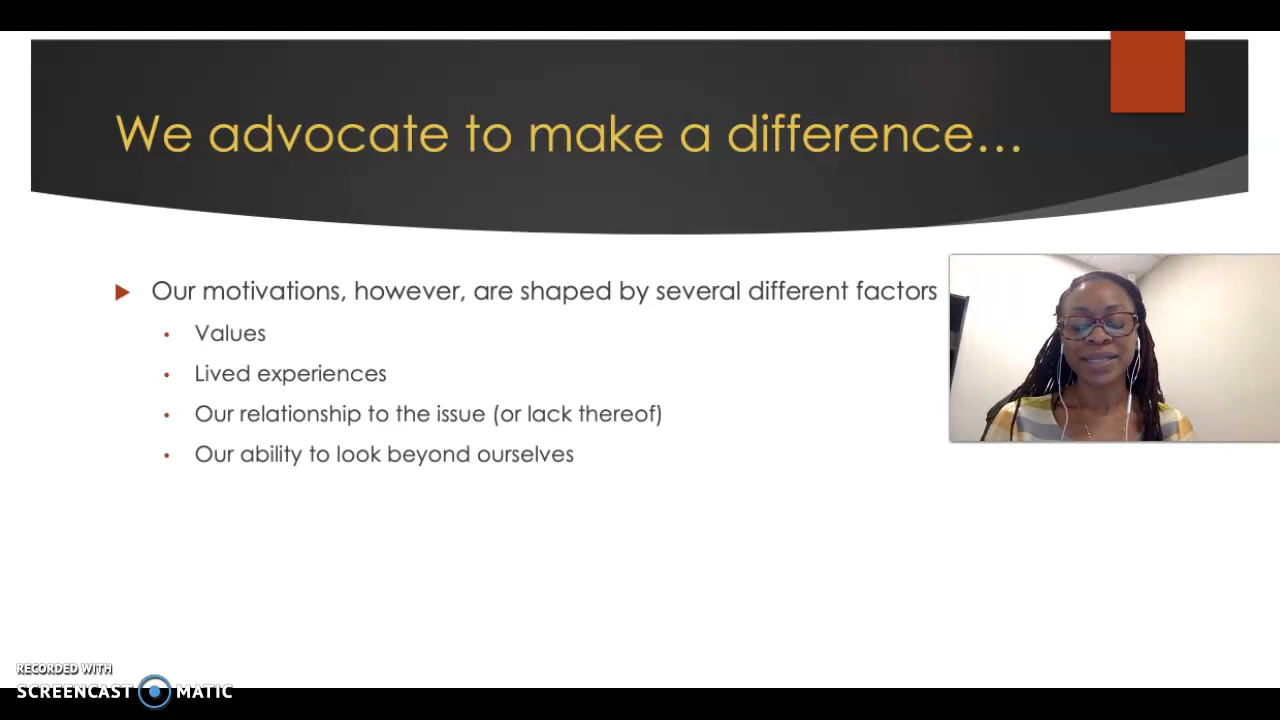 We advocate to make a difference…
Our motivations, however, are shaped by several different factors
Values
Lived experiences
Our relationship to the issue (or lack thereof)
Our ability to look beyond ourselves
RECORDED WITH
SCREENCAST MATIC